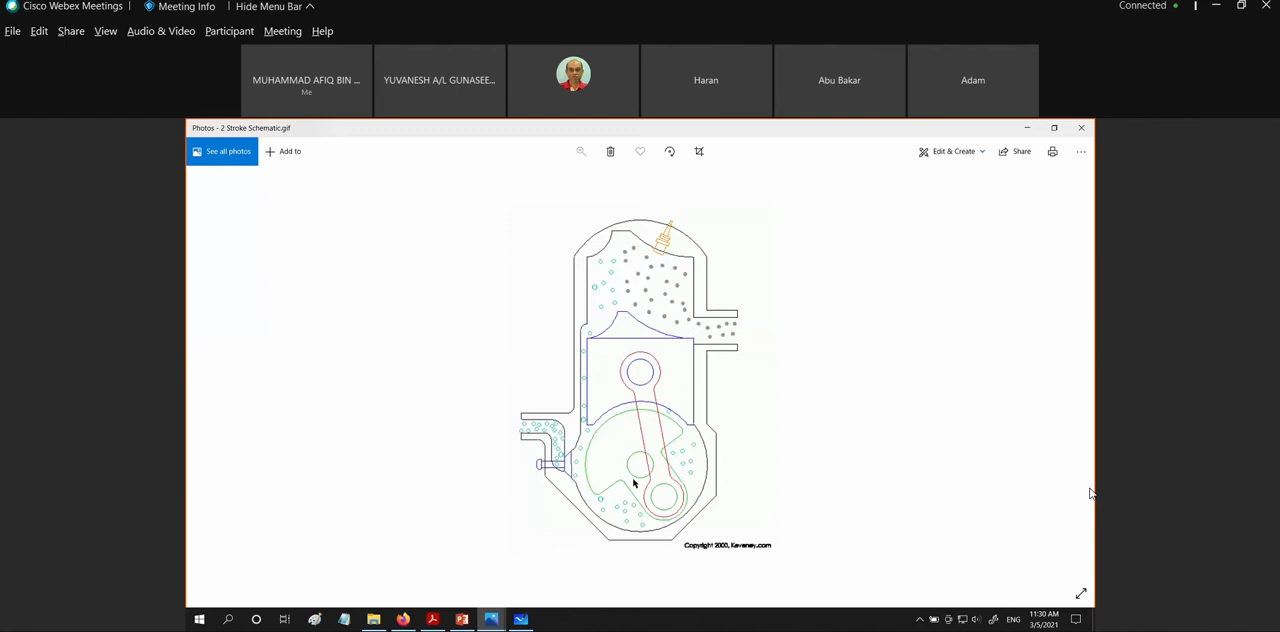 Cisco Webex Meetings | Meeting Info | Hide Menu Bar
Connected
File Edit Share View Audio & Video Participant Meeting Help
MUHAMMAD AFIQ BIN ...
Me
YUVANESH A/L GUNASEE...
Haran
Abu Bakar
Adam
Photos - 2 Stroke Schematic.gif
See all photos + Add to
Edit & Create Share
Copyright 2000, Keveney.com
ENG
11:30 AM
3/5/2021